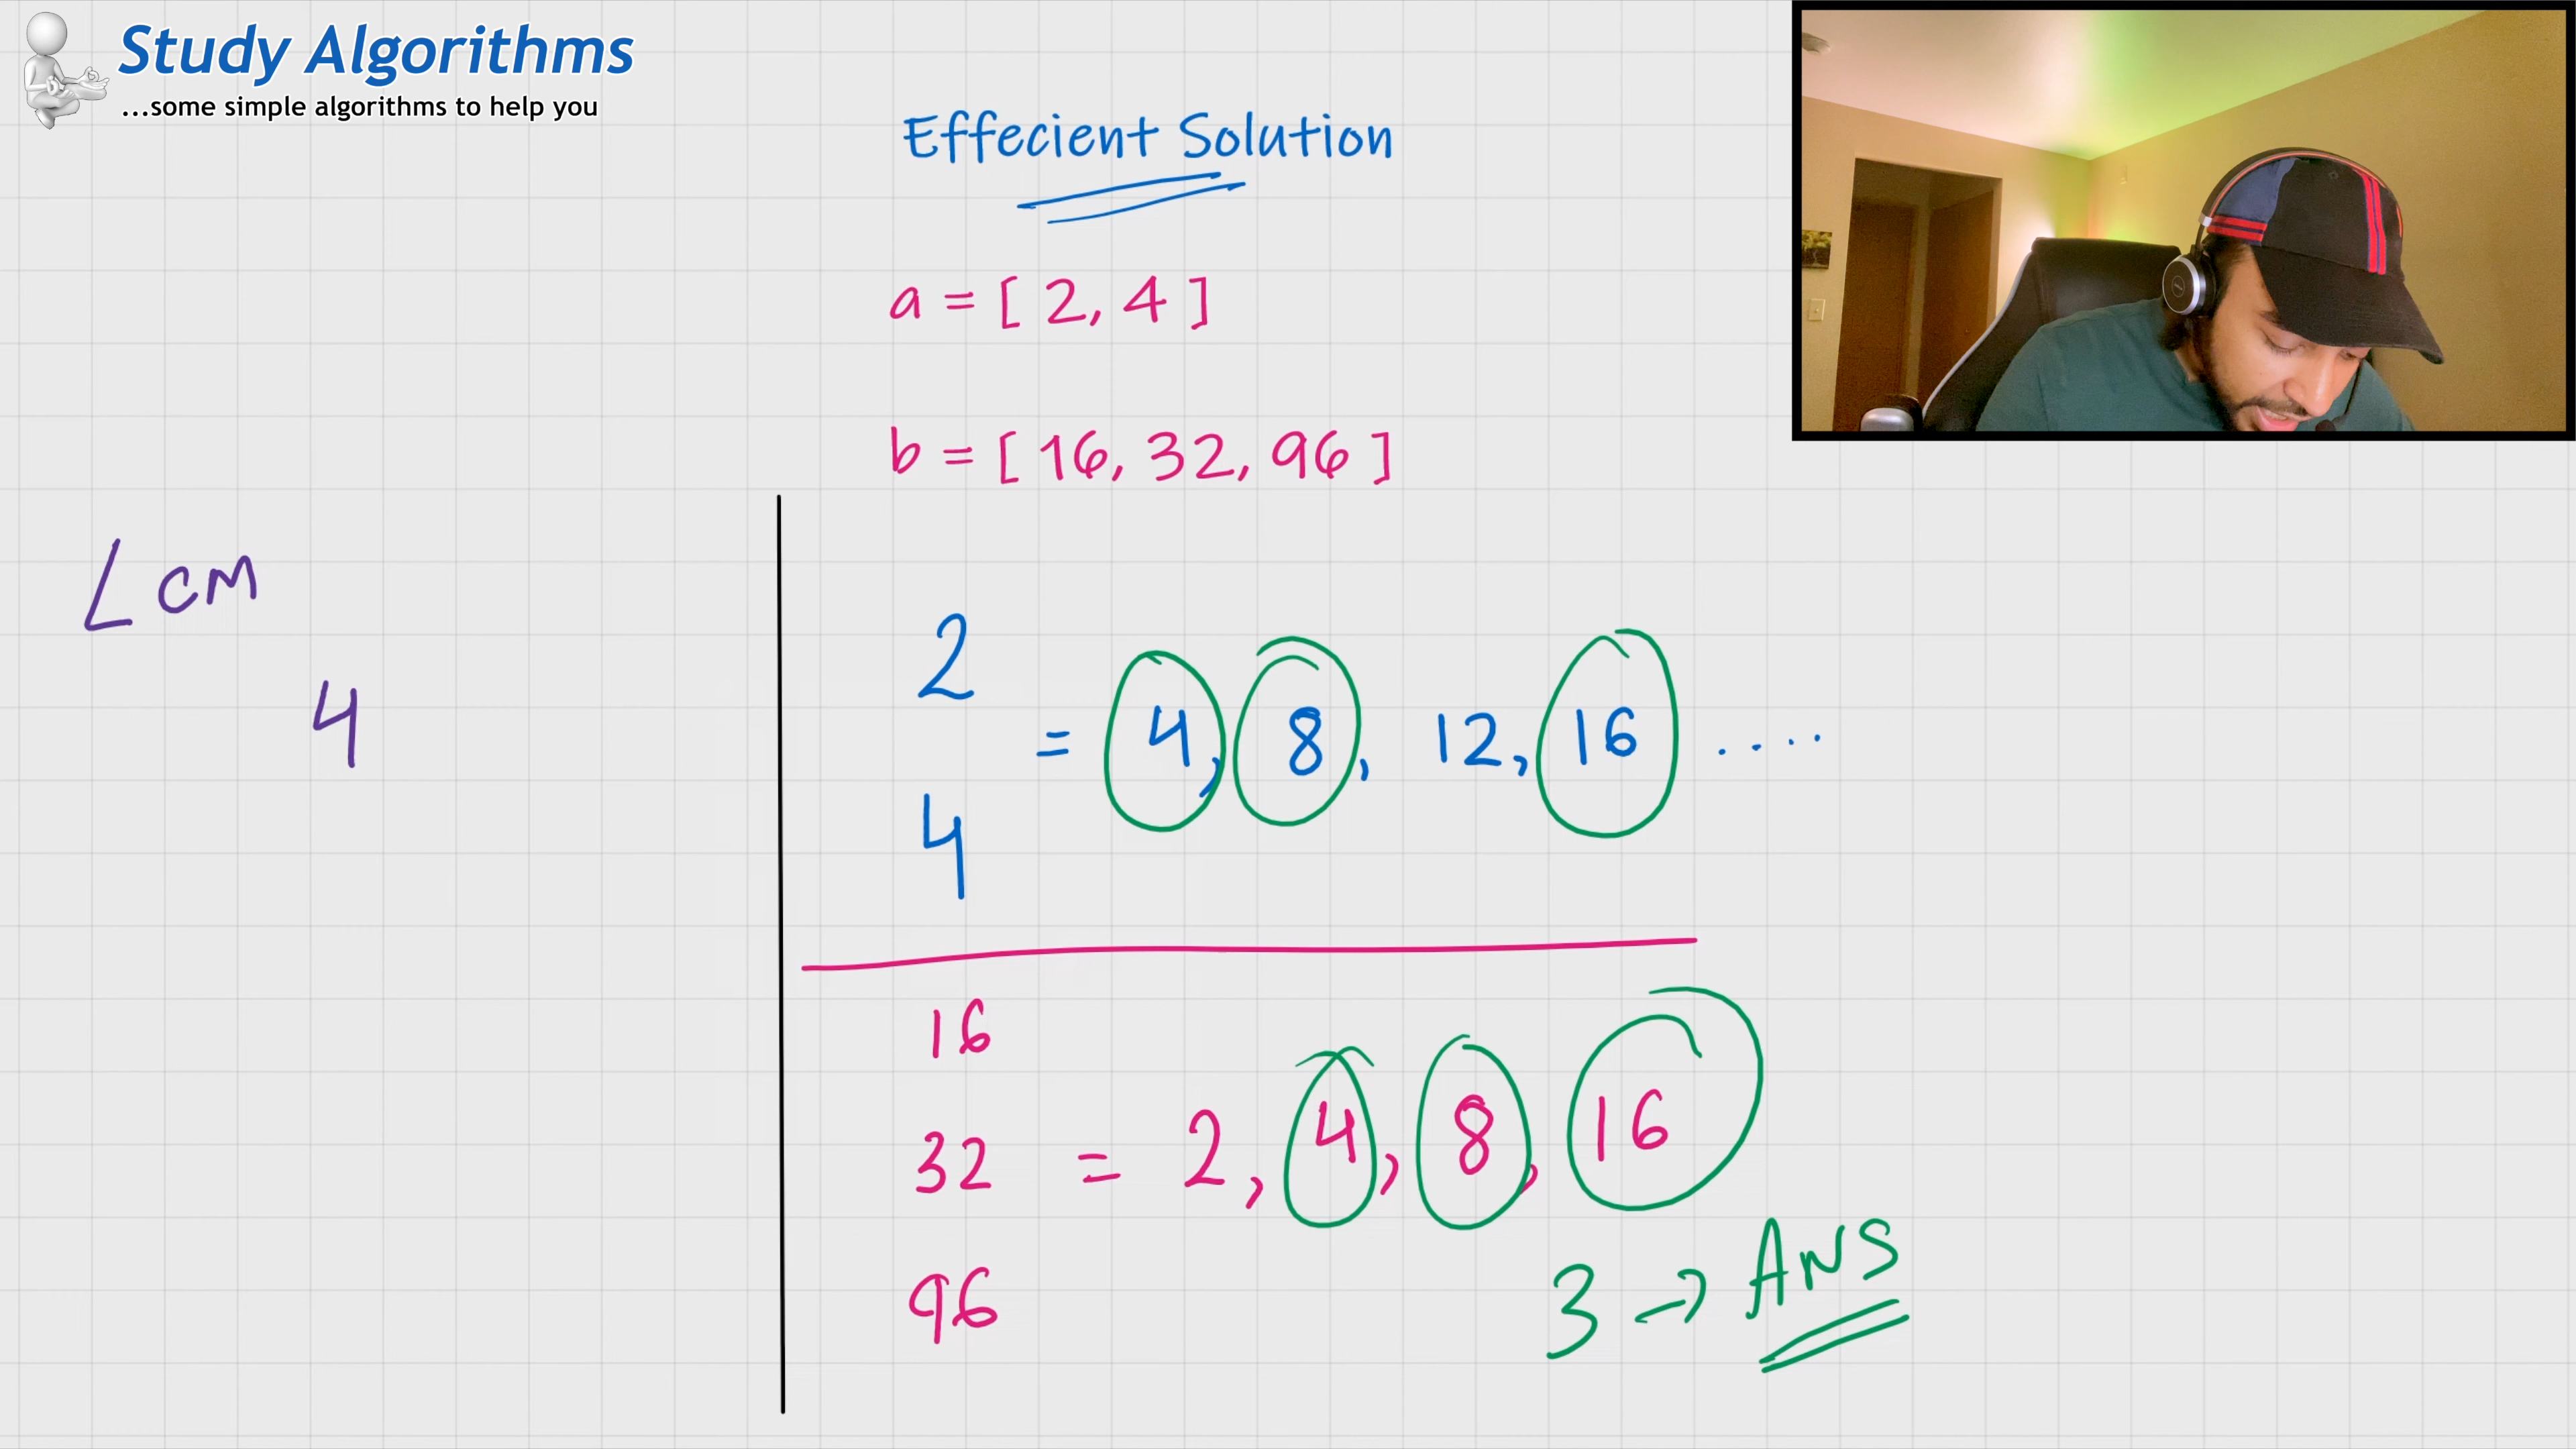 Study Algorithms
...some simple algorithms to help you
Effecient Solution
a = [ 2, 4 ]
b = [ 16, 32, 96 ]
LCM
4
2
4
= 4, 8, 12, 16 ....
16
32
96
= 2, 4, 8, 16
3 → Ans